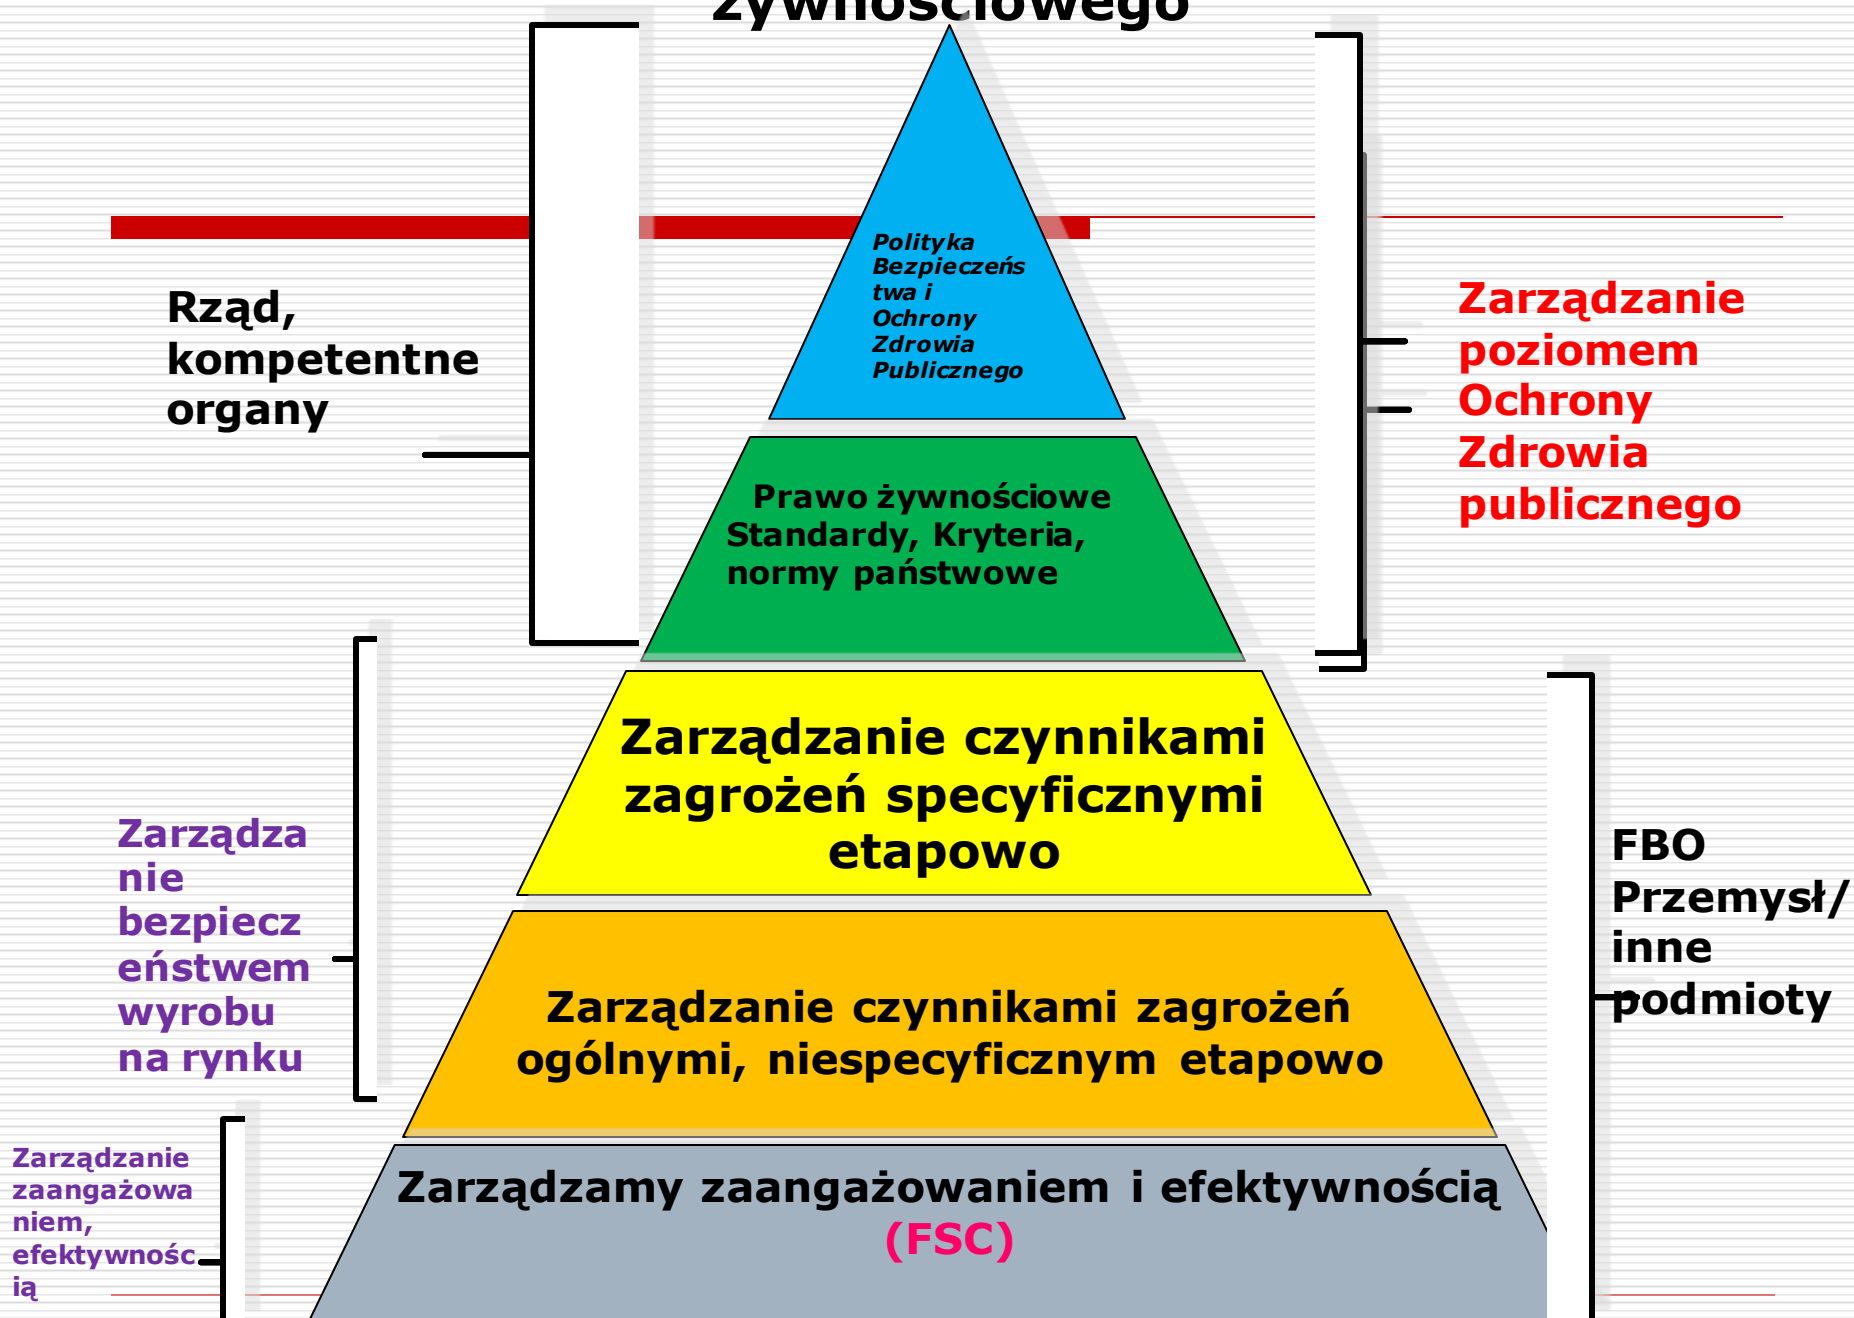 żywnościowego
Polityka
Bezpieczeńs
twa i
Ochrony
Zdrowia
Publicznego
Rząd,
kompetentne
organy
Zarządzanie
poziomem
Ochrony
Zdrowia
publicznego
Prawo żywnościowe
Standardy, Kryteria,
normy państwowe
Zarządzanie czynnikami
zagrożeń specyficznymi
etapowo
Zarządza
nie
bezpiecz
eństwem
wyrobu
na rynku
FBO
Przemysł/
inne
podmioty
Zarządzanie czynnikami zagrożeń
ogólnymi, niespecyficznym etapowo
Zarządzanie
zaangażowa
niem,
efektywnośc
ią
Zarządzamy zaangażowaniem i efektywnością
(FSC)